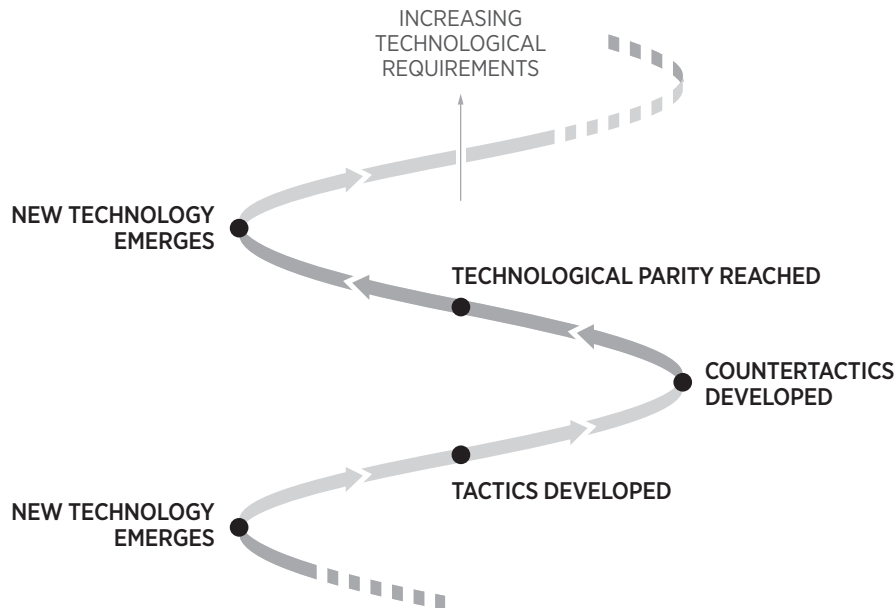 INCREASING
TECHNOLOGICAL
REQUIREMENTS
NEW TECHNOLOGY
EMERGES
TECHNOLOGICAL PARITY REACHED
COUNTERTACTICS
DEVELOPED
TACTICS DEVELOPED
NEW TECHNOLOGY
EMERGES